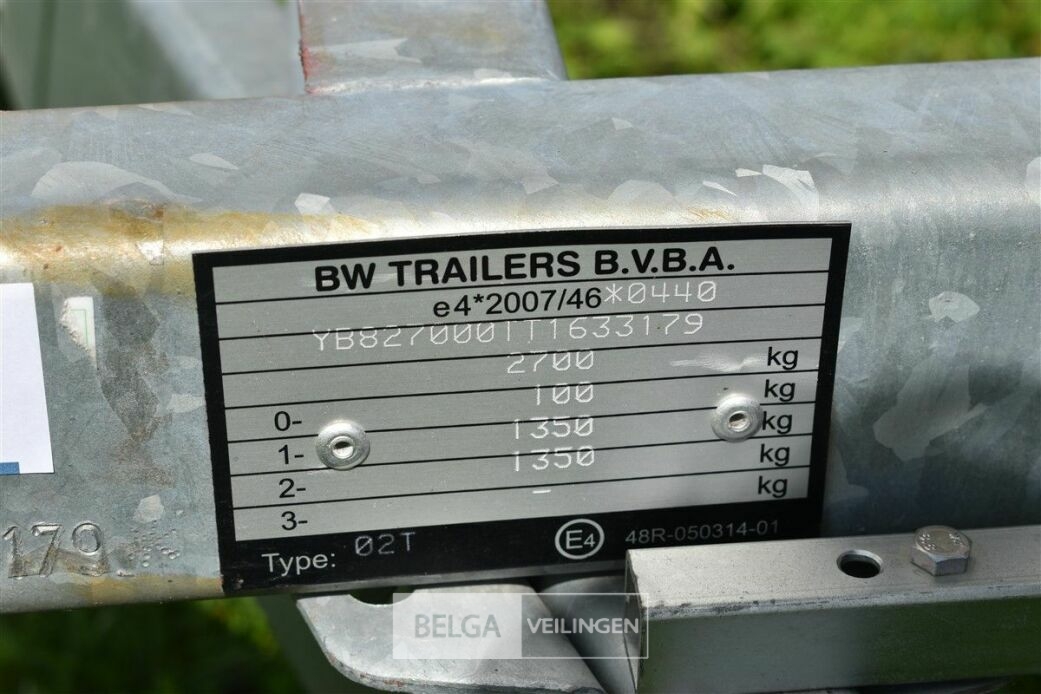 BW TRAILERS B.V.B.A.
e4*2007/46*0440
YB827000TT1633179
2700 kg
100 kg
0- 1350 kg
1- 1350 kg
2- - kg
3-
Type: 02T E4 48R-050314-01
179
BELGA VEILINGEN